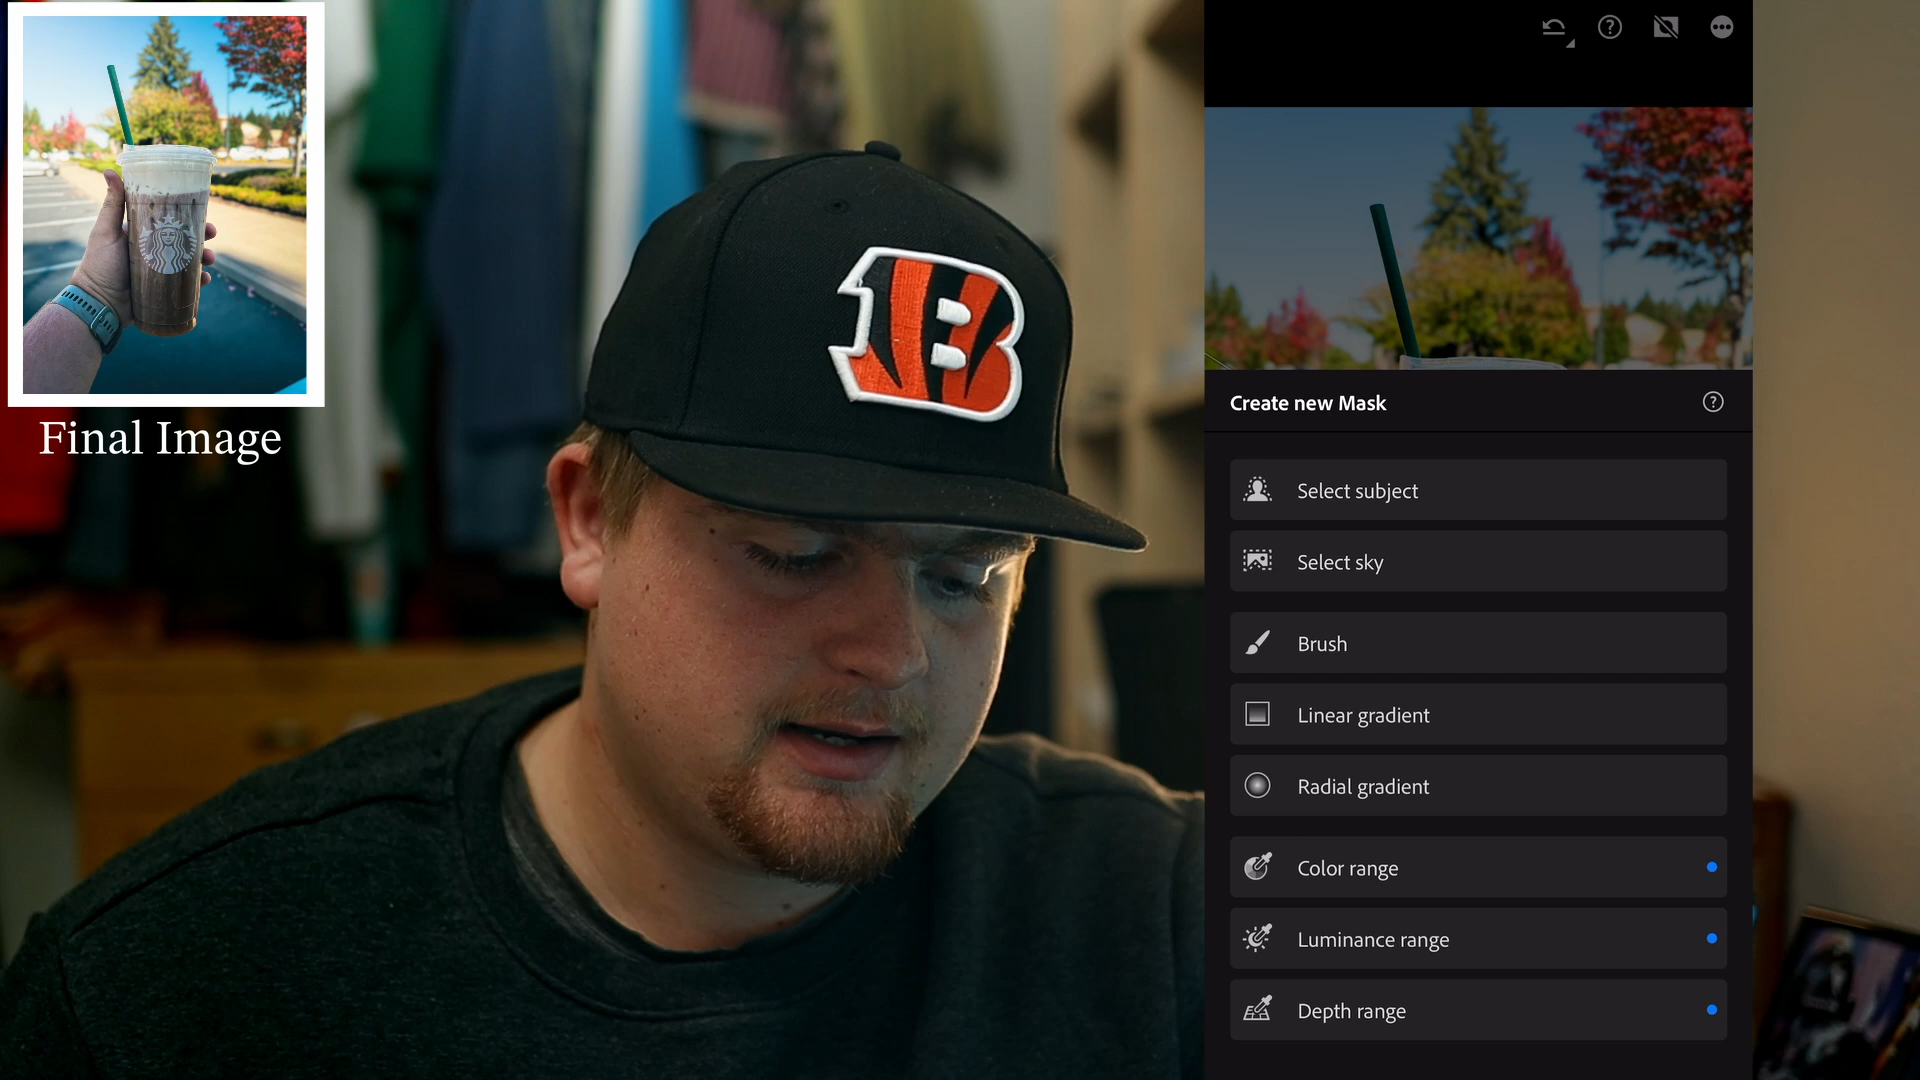 Final Image
B
Create new Mask
Select subject
Select sky
Brush
Linear gradient
Radial gradient
Color range
Luminance range
Depth range